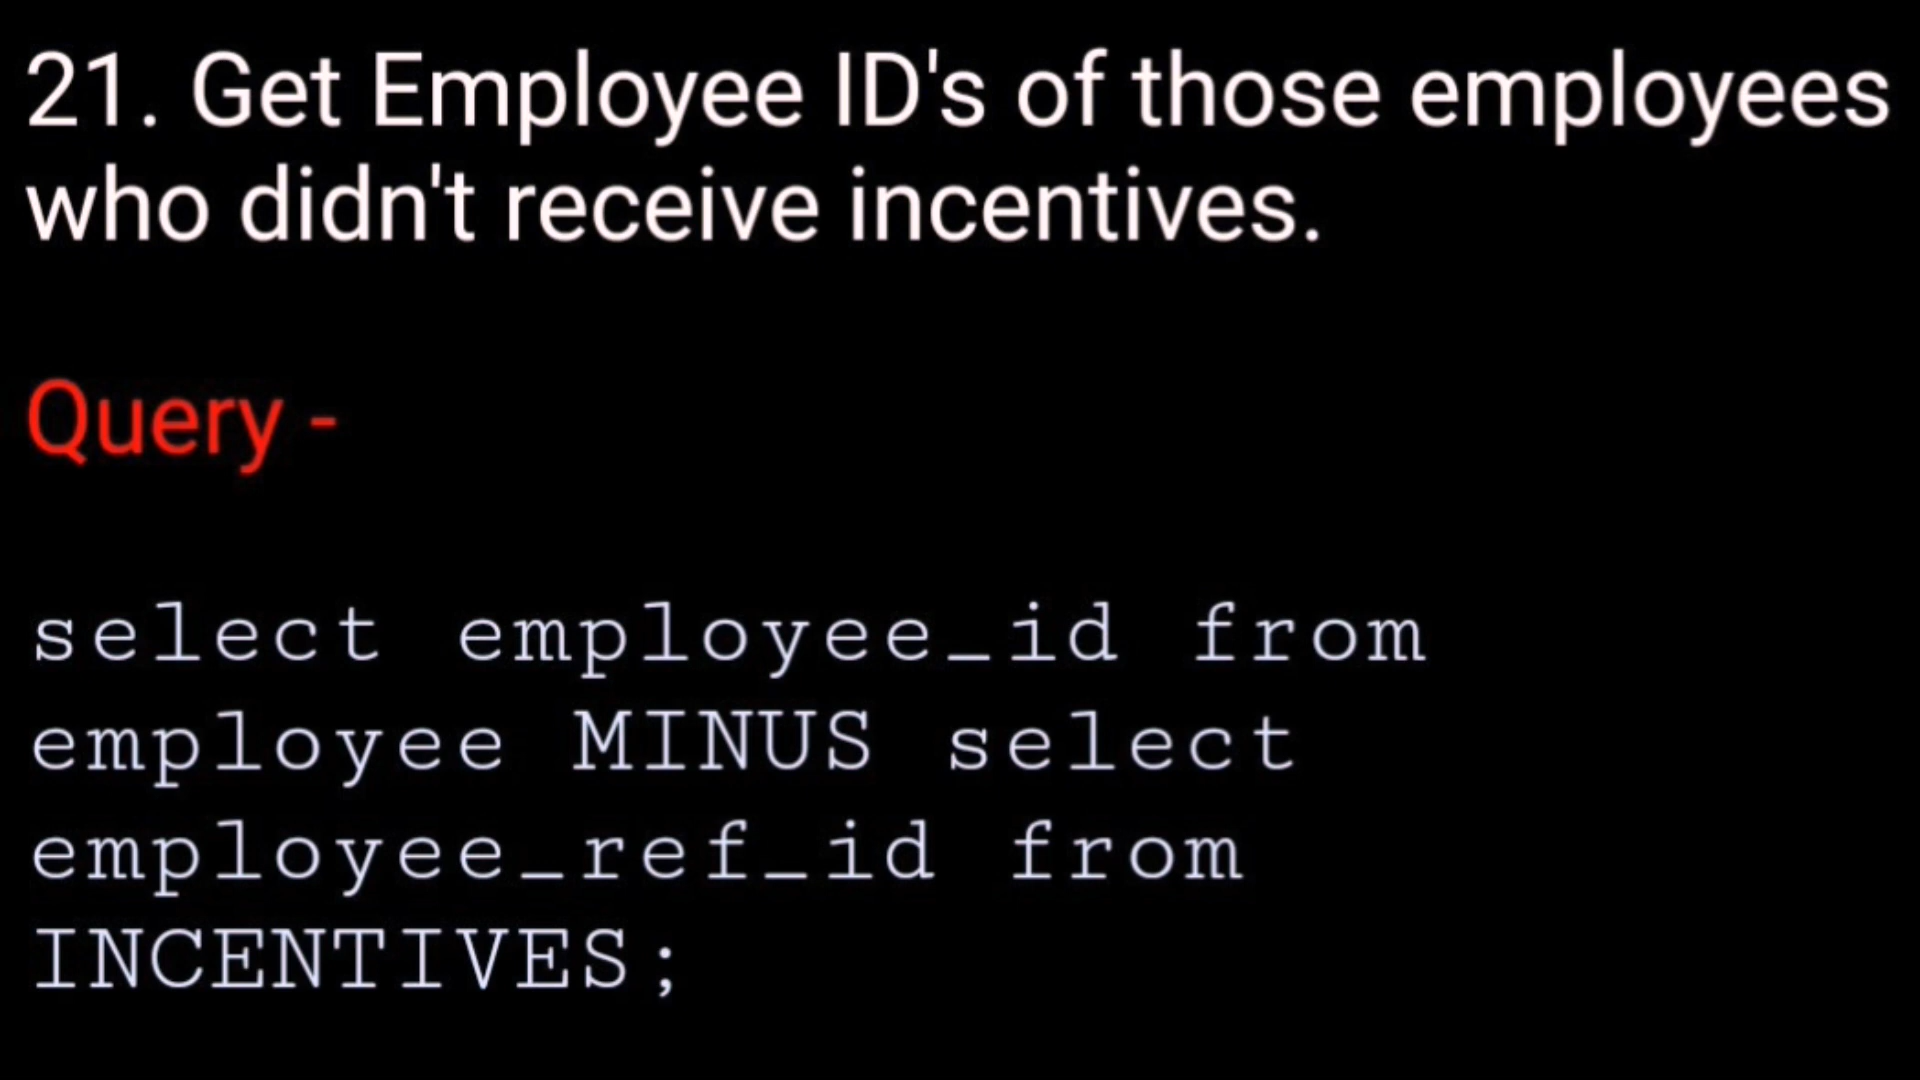 21. Get Employee ID's of those employees
who didn't receive incentives.
Query -
select employee_id from
employee MINUS select
employee_ref_id from
INCENTIVES;